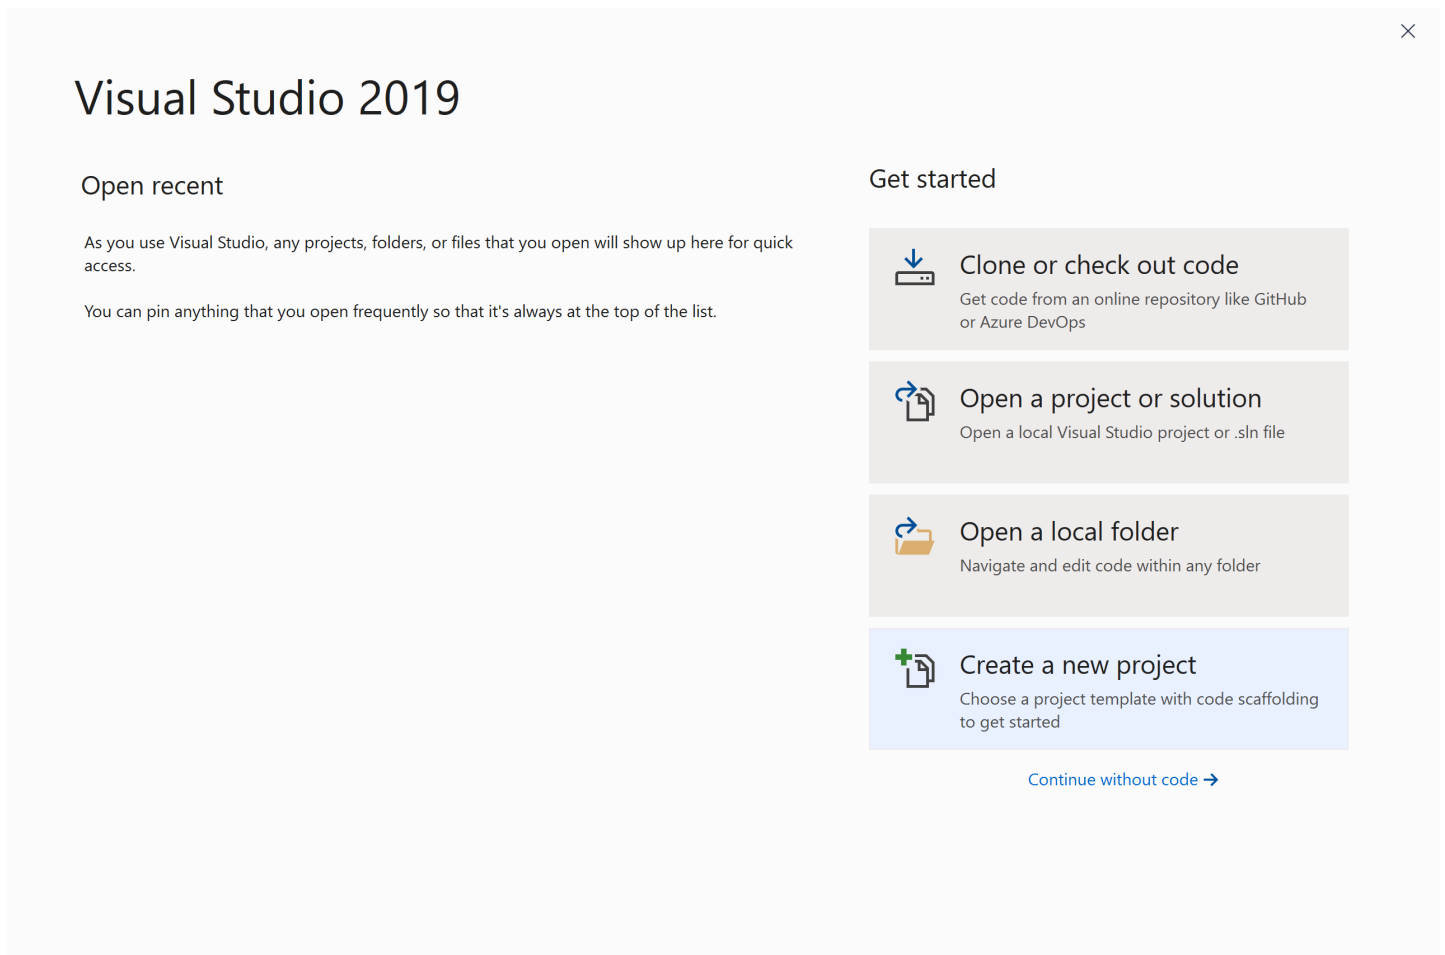 Visual Studio 2019
Open recent
As you use Visual Studio, any projects, folders, or files that you open will show up here for quick
access.
You can pin anything that you open frequently so that it's always at the top of the list.
Get started
Clone or check out code
Get code from an online repository like GitHub
or Azure DevOps
Open a project or solution
Open a local Visual Studio project or .sln file
Open a local folder
Navigate and edit code within any folder
Create a new project
Choose a project template with code scaffolding
to get started
Continue without code →